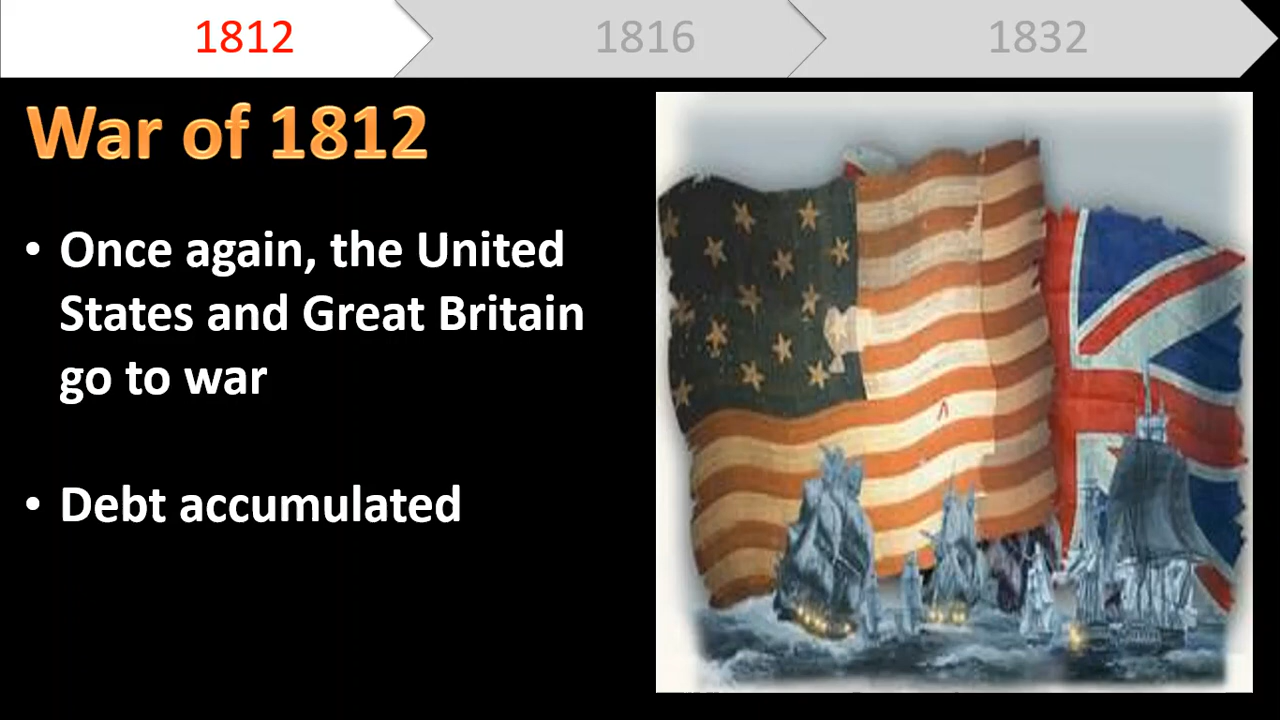 1812
1816
1832
War of 1812
• Once again, the United
States and Great Britain
go to war
• Debt accumulated